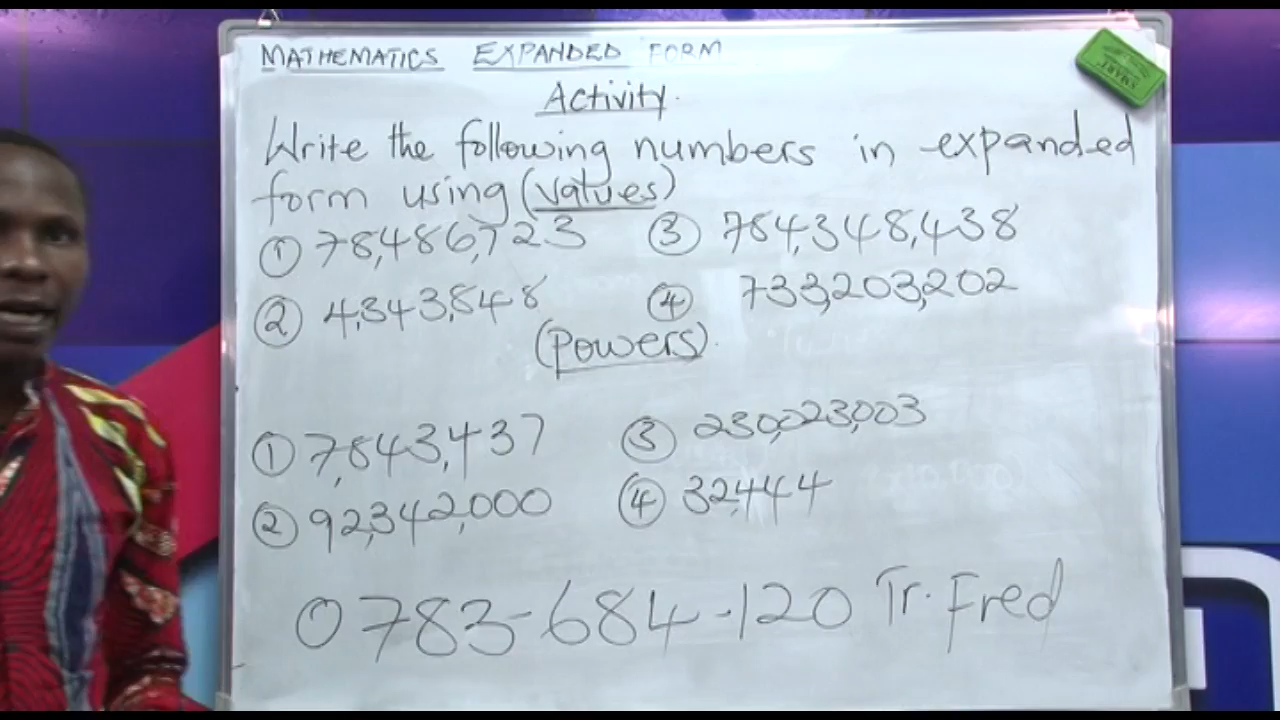 MATHEMATICS EXPANDED FORM
Activity.
Write the following numbers in expanded
form using (values)
① 78,486,723 ③ 784,348,438
② 4,343,848 ④ 733,203,202
(Powers).
① 7,843,437 ③ 230,023,003
② 92,342,000 ④ 32,444
0783-684-120 Tr. Fred
SMART